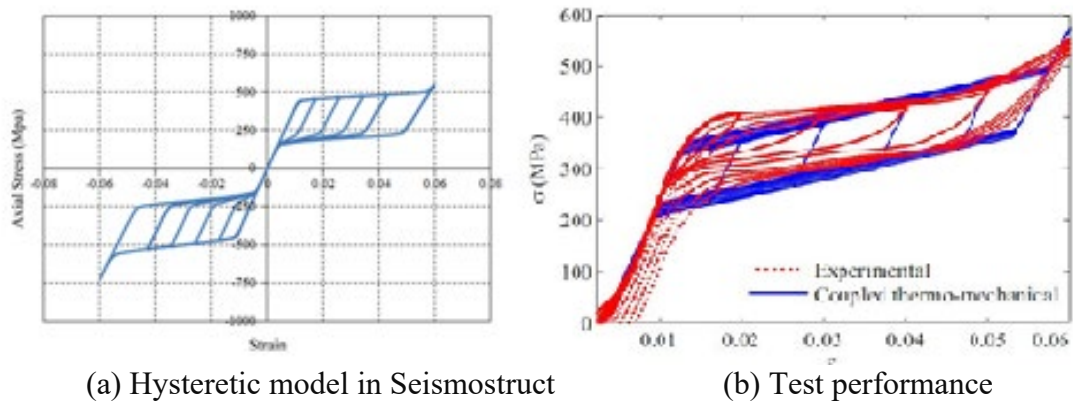 1000
750
500
250
0
-0.08 -0.06 -0.04 -0.02 0 0.02 0.04 0.06 0.08
-250
-500
-750
-1000
Axial Stress (Mpa)
Strain
600
500
400
300
200
100
0
σ (MPa)
Experimental
Coupled thermo-mechanical
0.01 0.02 0.03 0.04 0.05 0.06
(a) Hysteretic model in Seismostruct
(b) Test performance